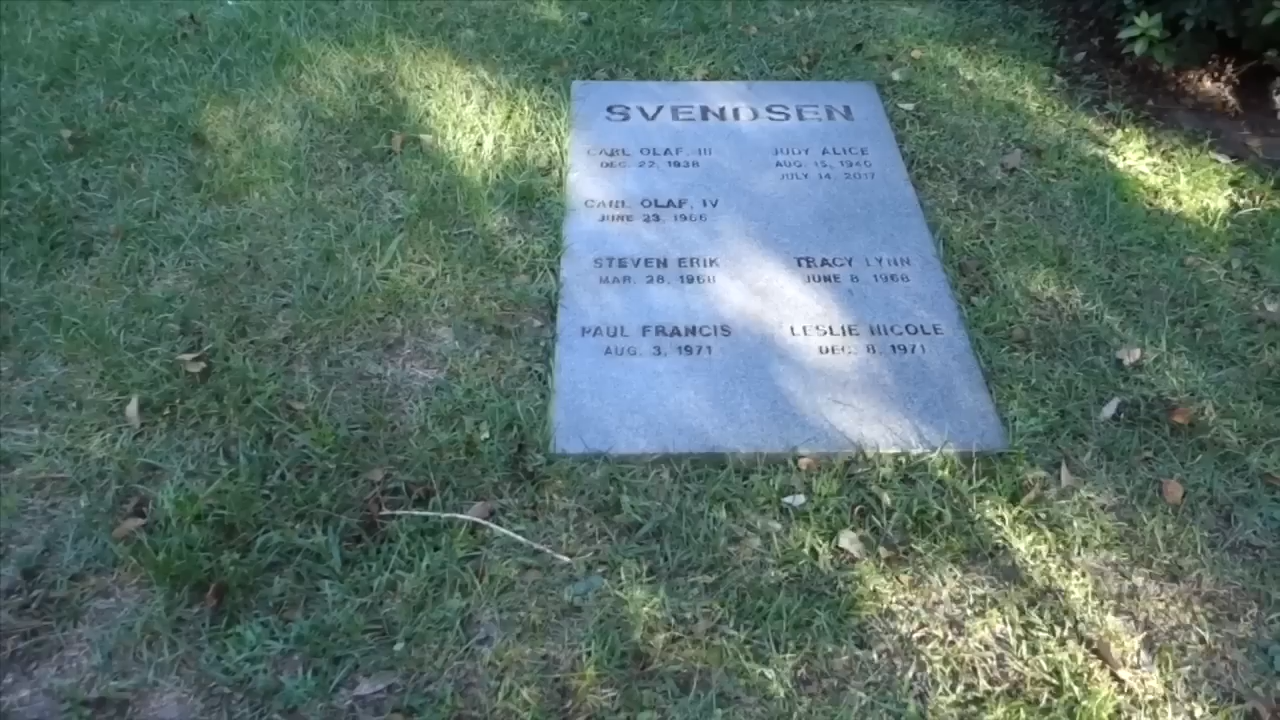 SVENDSEN
CARL OLAF, III
DEC. 22, 1938
JUDY ALICE
AUG. 15, 1940
JULY 14, 2017
CARL OLAF, IV
JUNE 23, 1966
STEVEN ERIK
MAR. 28, 1968
TRACY LYNN
JUNE 8, 1968
PAUL FRANCIS
AUG. 3, 1971
LESLIE NICOLE
DEC. 8, 1971